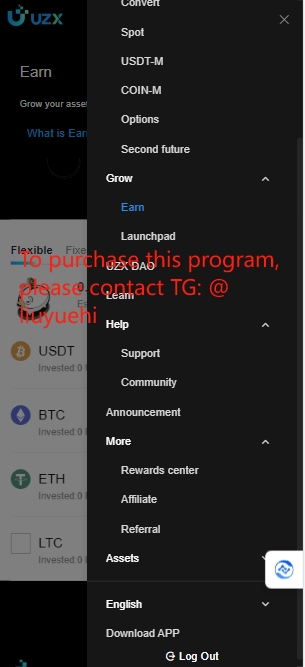 UZX
Convert
Spot
USDT-M
COIN-M
Options
Second future
Grow
Earn
Launchpad
UZX DAO
Learn
Help
Support
Community
Announcement
More
Rewards center
Affiliate
Referral
Assets
English
Download APP
Log Out
Earn
Grow your asset
What is Ear
Flexible Fixe
0
USDT
Invested:0
BTC
Invested:0
ETH
Invested:0
LTC
Invested:0
To purchase this program,
please contact TG: @
liuyuehi